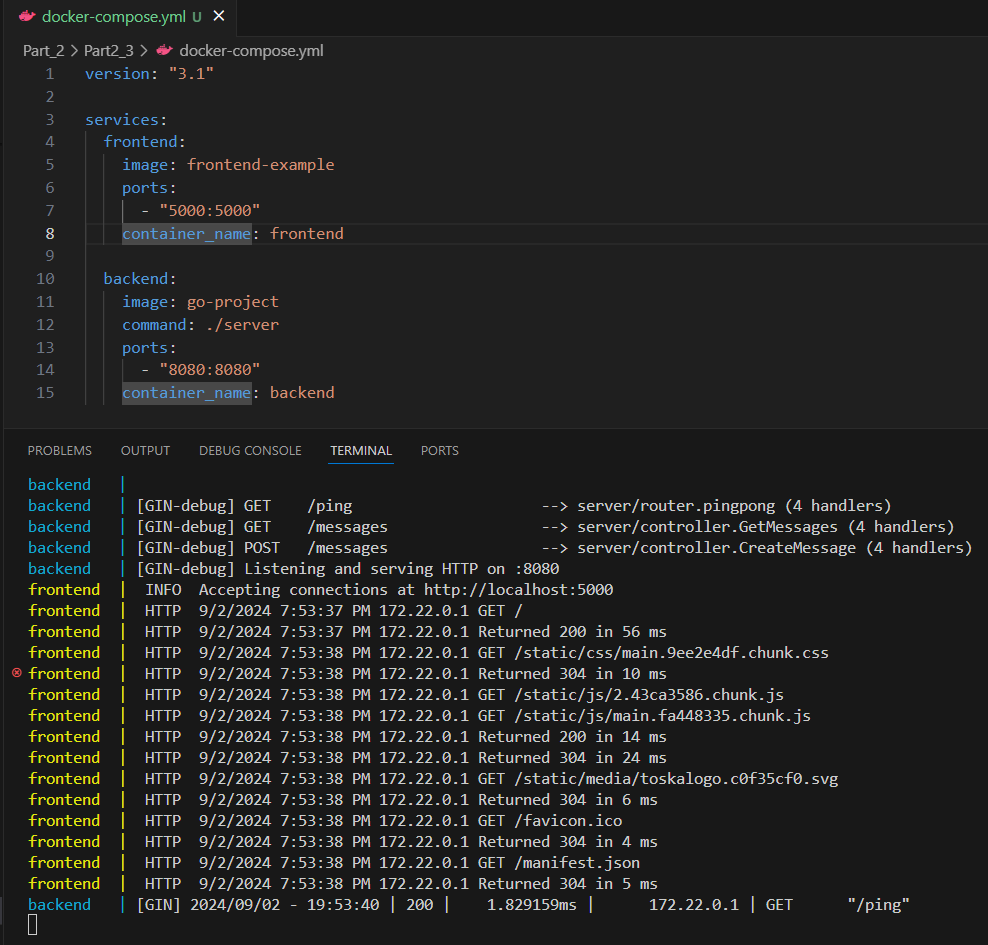 docker-compose.yml U ×
Part_2 > Part2_3 > docker-compose.yml
1 version: "3.1"
2
3 services:
4 frontend:
5 image: frontend-example
6 ports:
7 - "5000:5000"
8 container_name: frontend
9
10 backend:
11 image: go-project
12 command: ./server
13 ports:
14 - "8080:8080"
15 container_name: backend
PROBLEMS OUTPUT DEBUG CONSOLE TERMINAL PORTS
backend |
backend | [GIN-debug] GET /ping --> server/router.pingpong (4 handlers)
backend | [GIN-debug] GET /messages --> server/controller.GetMessages (4 handlers)
backend | [GIN-debug] POST /messages --> server/controller.CreateMessage (4 handlers)
backend | [GIN-debug] Listening and serving HTTP on :8080
frontend | INFO Accepting connections at http://localhost:5000
frontend | HTTP 9/2/2024 7:53:37 PM 172.22.0.1 GET /
frontend | HTTP 9/2/2024 7:53:37 PM 172.22.0.1 Returned 200 in 56 ms
frontend | HTTP 9/2/2024 7:53:38 PM 172.22.0.1 GET /static/css/main.9ee2e4df.chunk.css
frontend | HTTP 9/2/2024 7:53:38 PM 172.22.0.1 Returned 304 in 10 ms
frontend | HTTP 9/2/2024 7:53:38 PM 172.22.0.1 GET /static/js/2.43ca3586.chunk.js
frontend | HTTP 9/2/2024 7:53:38 PM 172.22.0.1 GET /static/js/main.fa448335.chunk.js
frontend | HTTP 9/2/2024 7:53:38 PM 172.22.0.1 Returned 200 in 14 ms
frontend | HTTP 9/2/2024 7:53:38 PM 172.22.0.1 Returned 304 in 24 ms
frontend | HTTP 9/2/2024 7:53:38 PM 172.22.0.1 GET /static/media/toskalogo.c0f35cf0.svg
frontend | HTTP 9/2/2024 7:53:38 PM 172.22.0.1 Returned 304 in 6 ms
frontend | HTTP 9/2/2024 7:53:38 PM 172.22.0.1 GET /favicon.ico
frontend | HTTP 9/2/2024 7:53:38 PM 172.22.0.1 Returned 304 in 4 ms
frontend | HTTP 9/2/2024 7:53:38 PM 172.22.0.1 GET /manifest.json
frontend | HTTP 9/2/2024 7:53:38 PM 172.22.0.1 Returned 304 in 5 ms
backend | [GIN] 2024/09/02 - 19:53:40 | 200 | 1.829159ms | 172.22.0.1 | GET "/ping"